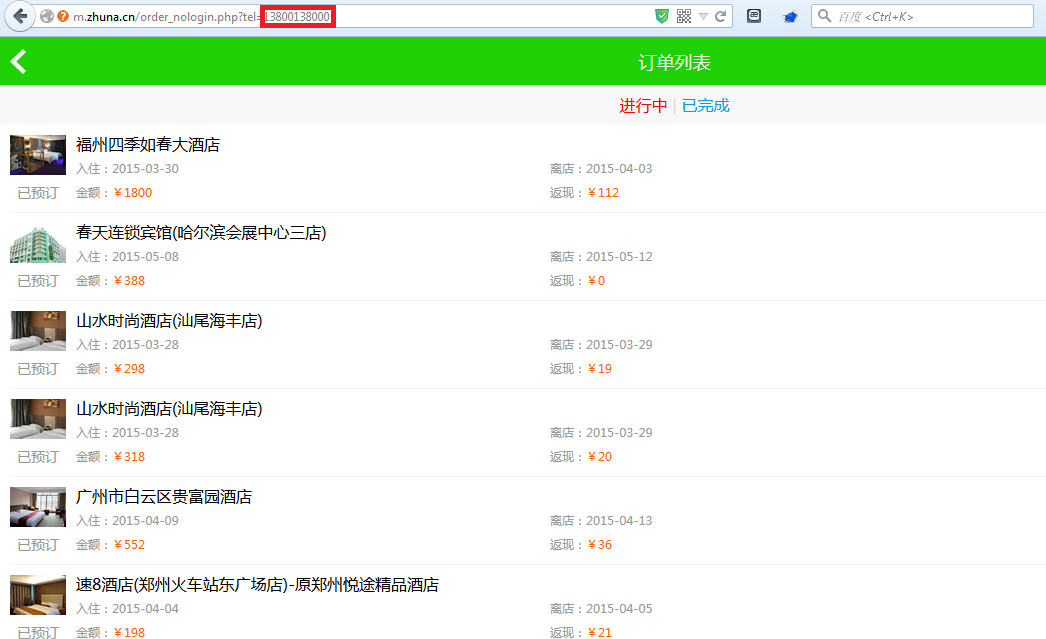 m.zhuna.cn/order_nologin.php?tel=13800138000
百度 <Ctrl+K>
订单列表
进行中 | 已完成
福州四季如春大酒店
入住：2015-03-30 离店：2015-04-03
已预订 金额：￥1800 返现：￥112
春天连锁宾馆(哈尔滨会展中心三店)
入住：2015-05-08 离店：2015-05-12
已预订 金额：￥388 返现：￥0
山水时尚酒店(汕尾海丰店)
入住：2015-03-28 离店：2015-03-29
已预订 金额：￥298 返现：￥19
山水时尚酒店(汕尾海丰店)
入住：2015-03-28 离店：2015-03-29
已预订 金额：￥318 返现：￥20
广州市白云区贵富园酒店
入住：2015-04-09 离店：2015-04-13
已预订 金额：￥552 返现：￥36
速8酒店(郑州火车站东广场店)-原郑州悦途精品酒店
入住：2015-04-04 离店：2015-04-05
已预订 金额：￥198 返现：￥21